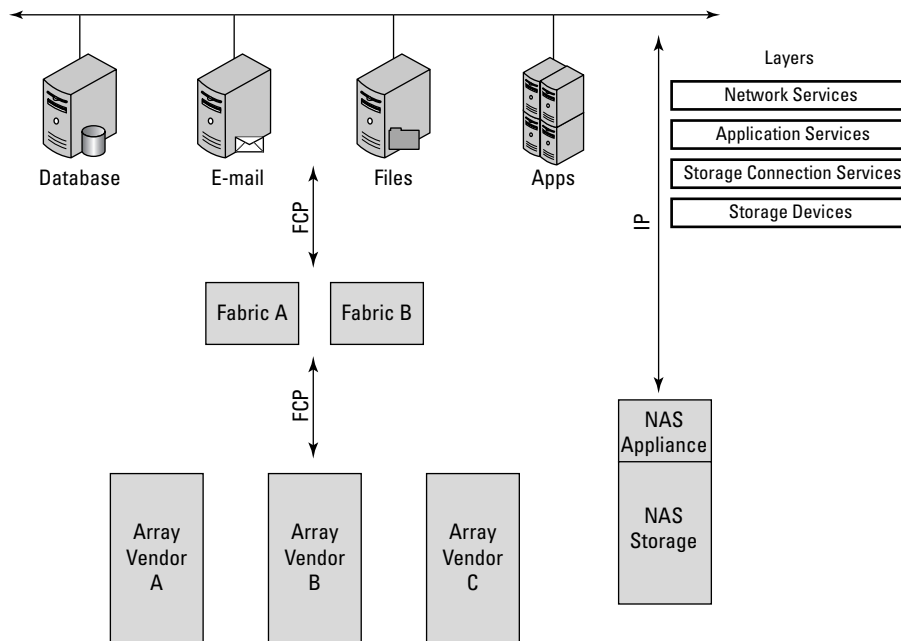 Layers
Network Services
Application Services
Storage Connection Services
Storage Devices
Database
E-mail
Files
Apps
FCP
IP
Fabric A
Fabric B
FCP
NAS
Appliance
NAS
Storage
Array
Vendor
A
Array
Vendor
B
Array
Vendor
C